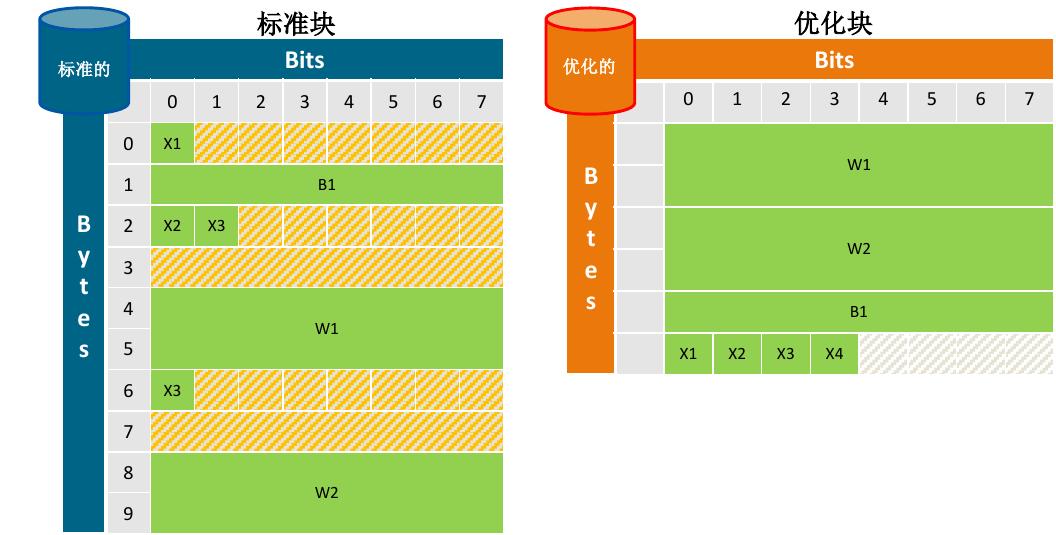 标准块
标准的
Bits
0 1 2 3 4 5 6 7
Bytes
0 X1
1 B1
2 X2 X3
3
4 W1
5
6 X3
7
8 W2
9
优化块
优化的
Bits
0 1 2 3 4 5 6 7
Bytes
W1
W2
B1
X1 X2 X3 X4